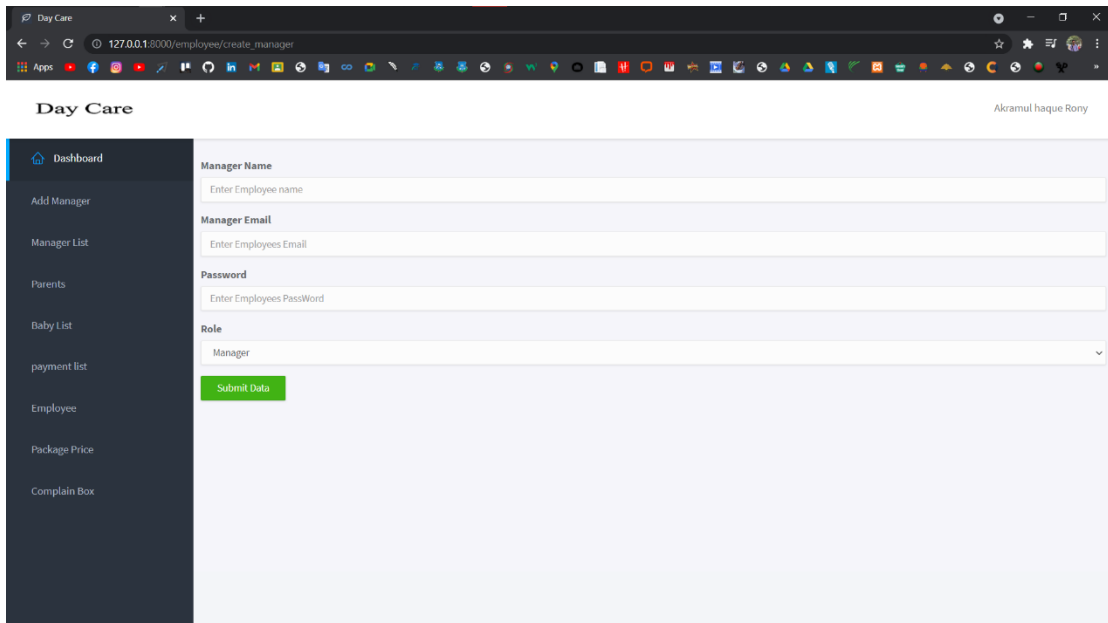 Day Care
127.0.0.1:8000/employee/create_manager
Apps
Day Care
Akramul haque Rony
Dashboard
Add Manager
Manager List
Parents
Baby List
payment list
Employee
Package Price
Complain Box
Manager Name
Enter Employee name
Manager Email
Enter Employees Email
Password
Enter Employees PassWord
Role
Manager
Submit Data